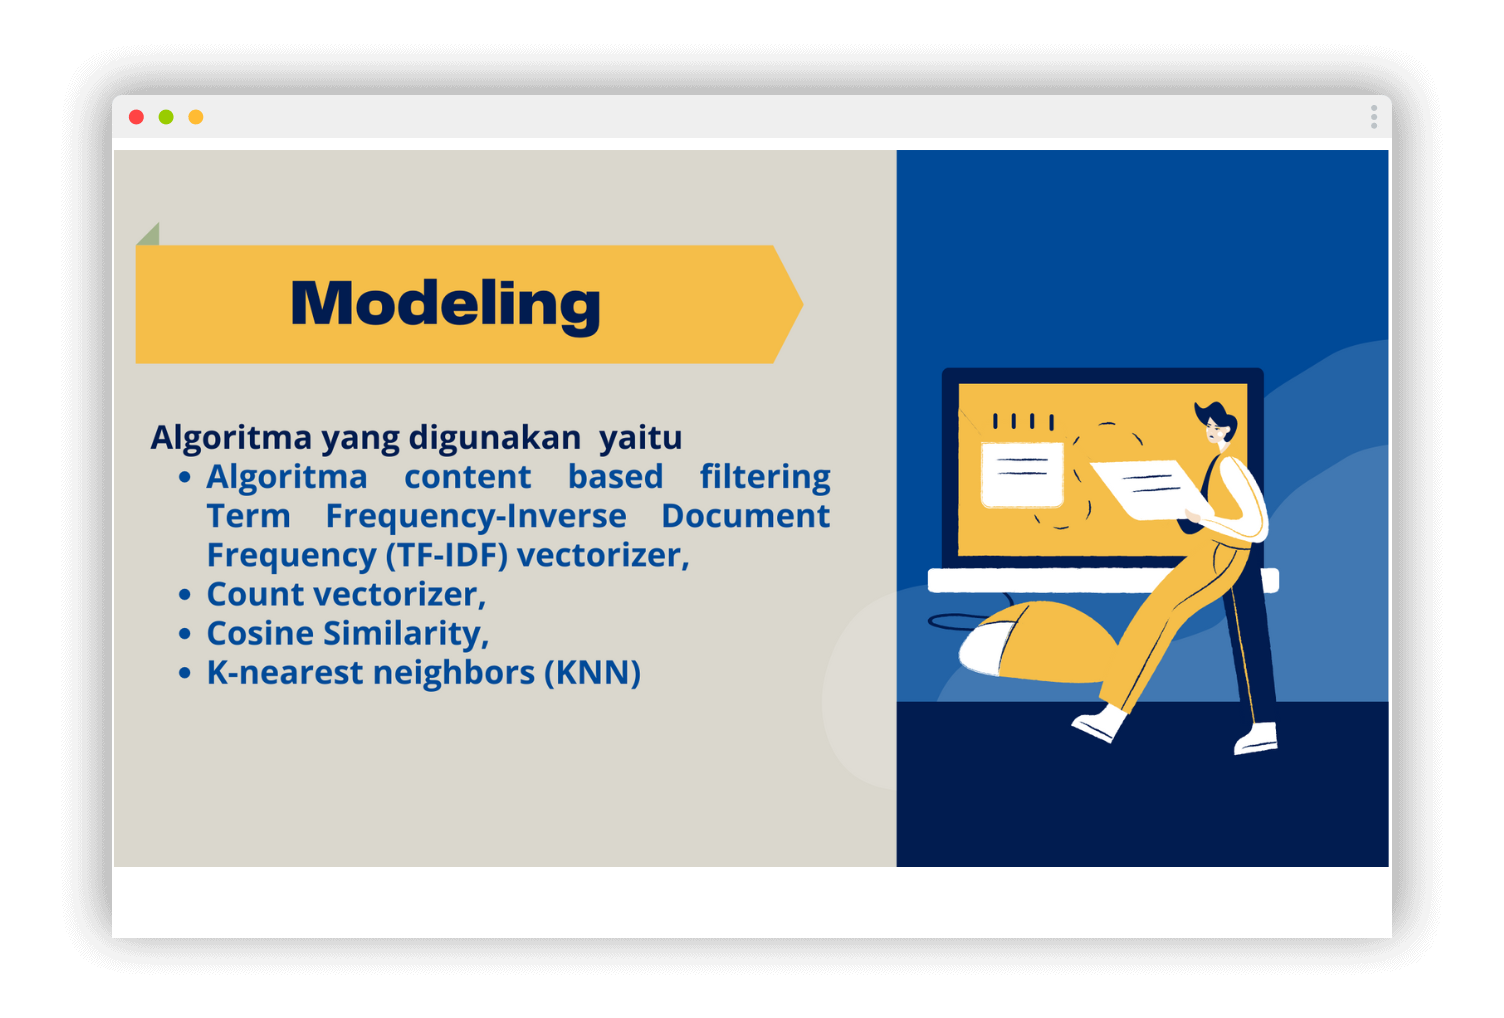 Modeling
Algoritma yang digunakan yaitu
• Algoritma content based filtering
Term Frequency-Inverse Document
Frequency (TF-IDF) vectorizer,
• Count vectorizer,
• Cosine Similarity,
• K-nearest neighbors (KNN)